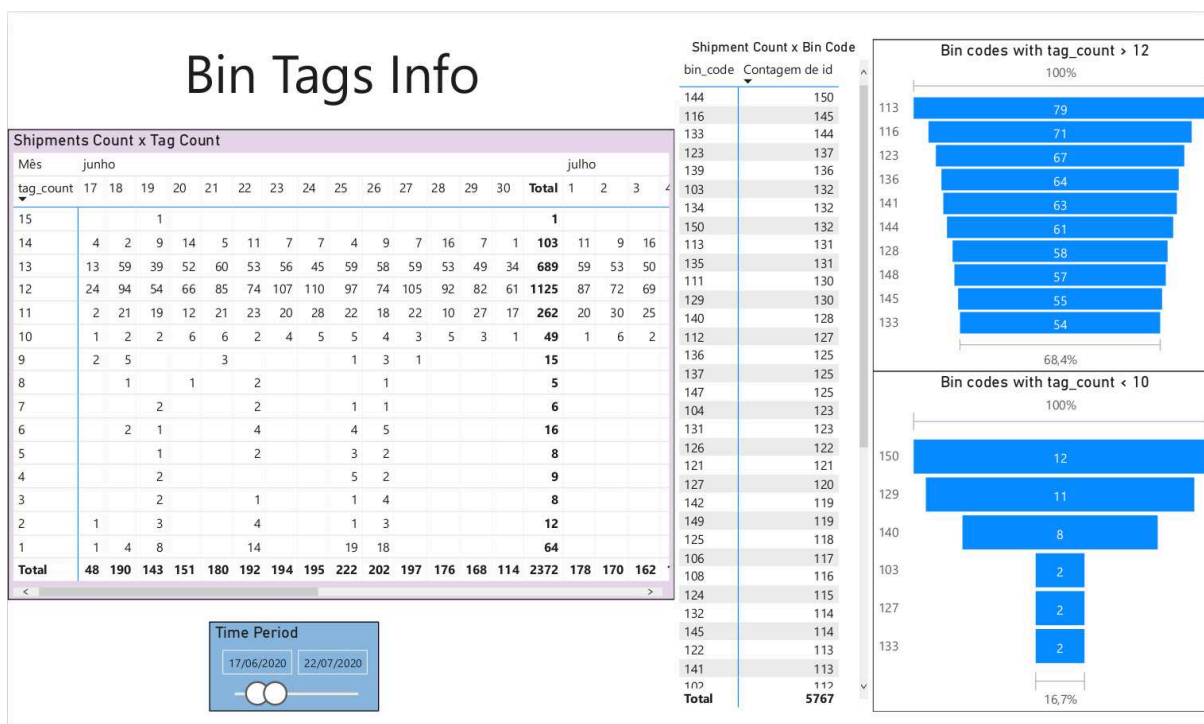 Bin Tags Info
Shipments Count x Tag Count
Mês junho julho
tag_count 17 18 19 20 21 22 23 24 25 26 27 28 29 30 Total 1 2 3
15 1 1
14 4 2 9 14 5 11 7 7 4 9 7 16 7 1 103 11 9 16
13 13 59 39 52 60 53 56 45 59 58 59 53 49 34 689 59 53 50
12 24 94 54 66 85 74 107 110 97 74 105 92 82 61 1125 87 72 69
11 2 21 19 12 21 23 20 28 22 18 22 10 27 17 262 20 30 25
10 1 2 2 6 6 2 4 5 5 4 3 5 3 1 49 1 6 2
9 2 5 3 1 3 1 15
8 1 1 2 1 5
7 2 2 1 1 6
6 2 1 4 4 5 16
5 1 2 3 2 8
4 2 5 2 9
3 2 1 1 4 8
2 1 3 4 1 3 12
1 1 4 8 14 19 18 64
Total 48 190 143 151 180 192 194 195 222 202 197 176 168 114 2372 178 170 162
Time Period
17/06/2020 22/07/2020
Shipment Count x Bin Code
bin_code Contagem de id
144 150
116 145
133 144
123 137
139 136
103 132
134 132
150 132
113 131
135 131
111 130
129 130
140 128
112 127
136 125
137 125
147 125
104 123
131 123
126 122
121 121
127 120
142 119
149 119
125 118
106 117
108 116
124 115
132 114
145 114
122 113
141 113
102 112
Total 5767
Bin codes with tag_count > 12
100%
113 79
116 71
123 67
136 64
141 63
144 61
128 58
148 57
145 55
133 54
68,4%
Bin codes with tag_count < 10
100%
150 12
129 11
140 8
103 2
127 2
133 2
16,7%